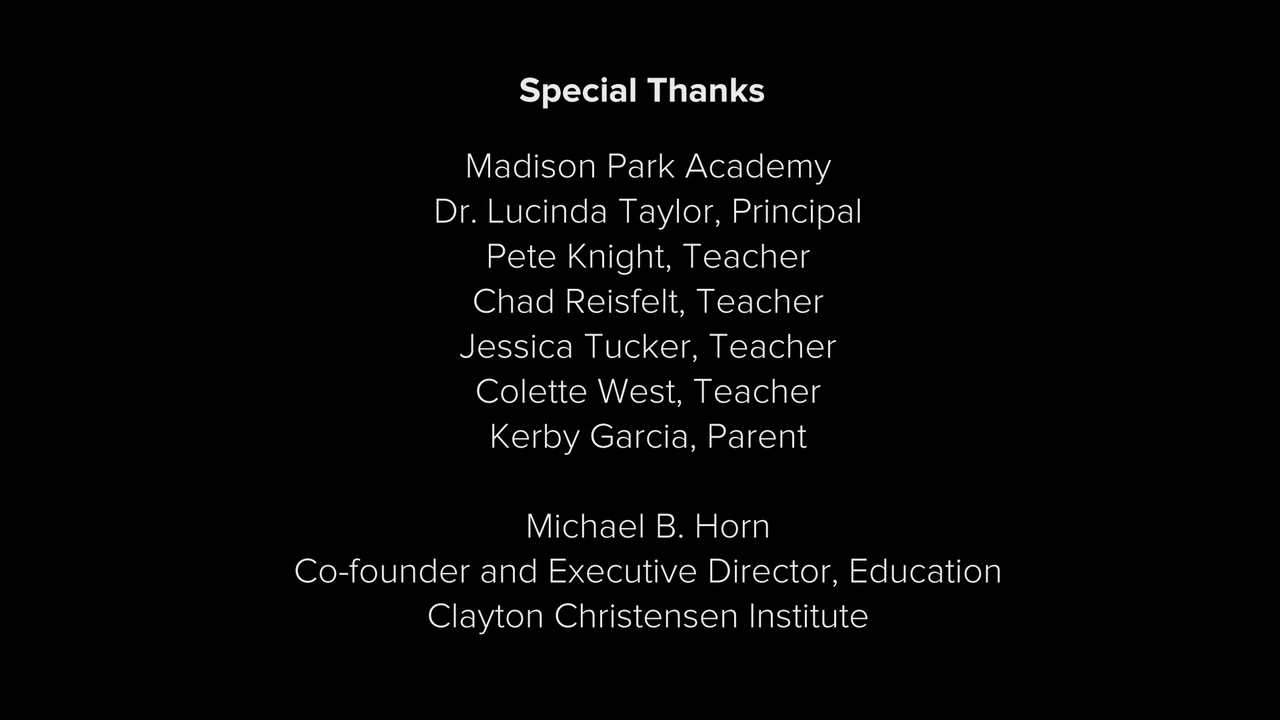 Special Thanks
Madison Park Academy
Dr. Lucinda Taylor, Principal
Pete Knight, Teacher
Chad Reisfelt, Teacher
Jessica Tucker, Teacher
Colette West, Teacher
Kerby Garcia, Parent
Michael B. Horn
Co-founder and Executive Director, Education
Clayton Christensen Institute